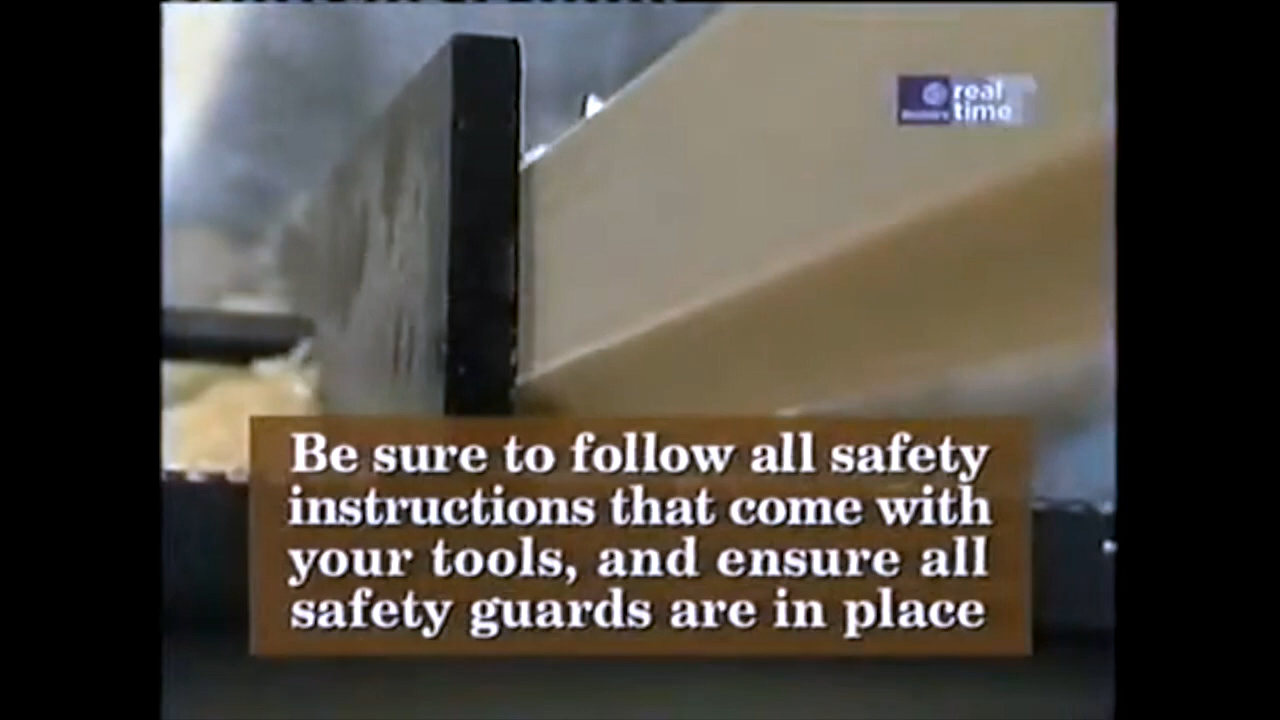 real
time
Be sure to follow all safety
instructions that come with
your tools, and ensure all
safety guards are in place